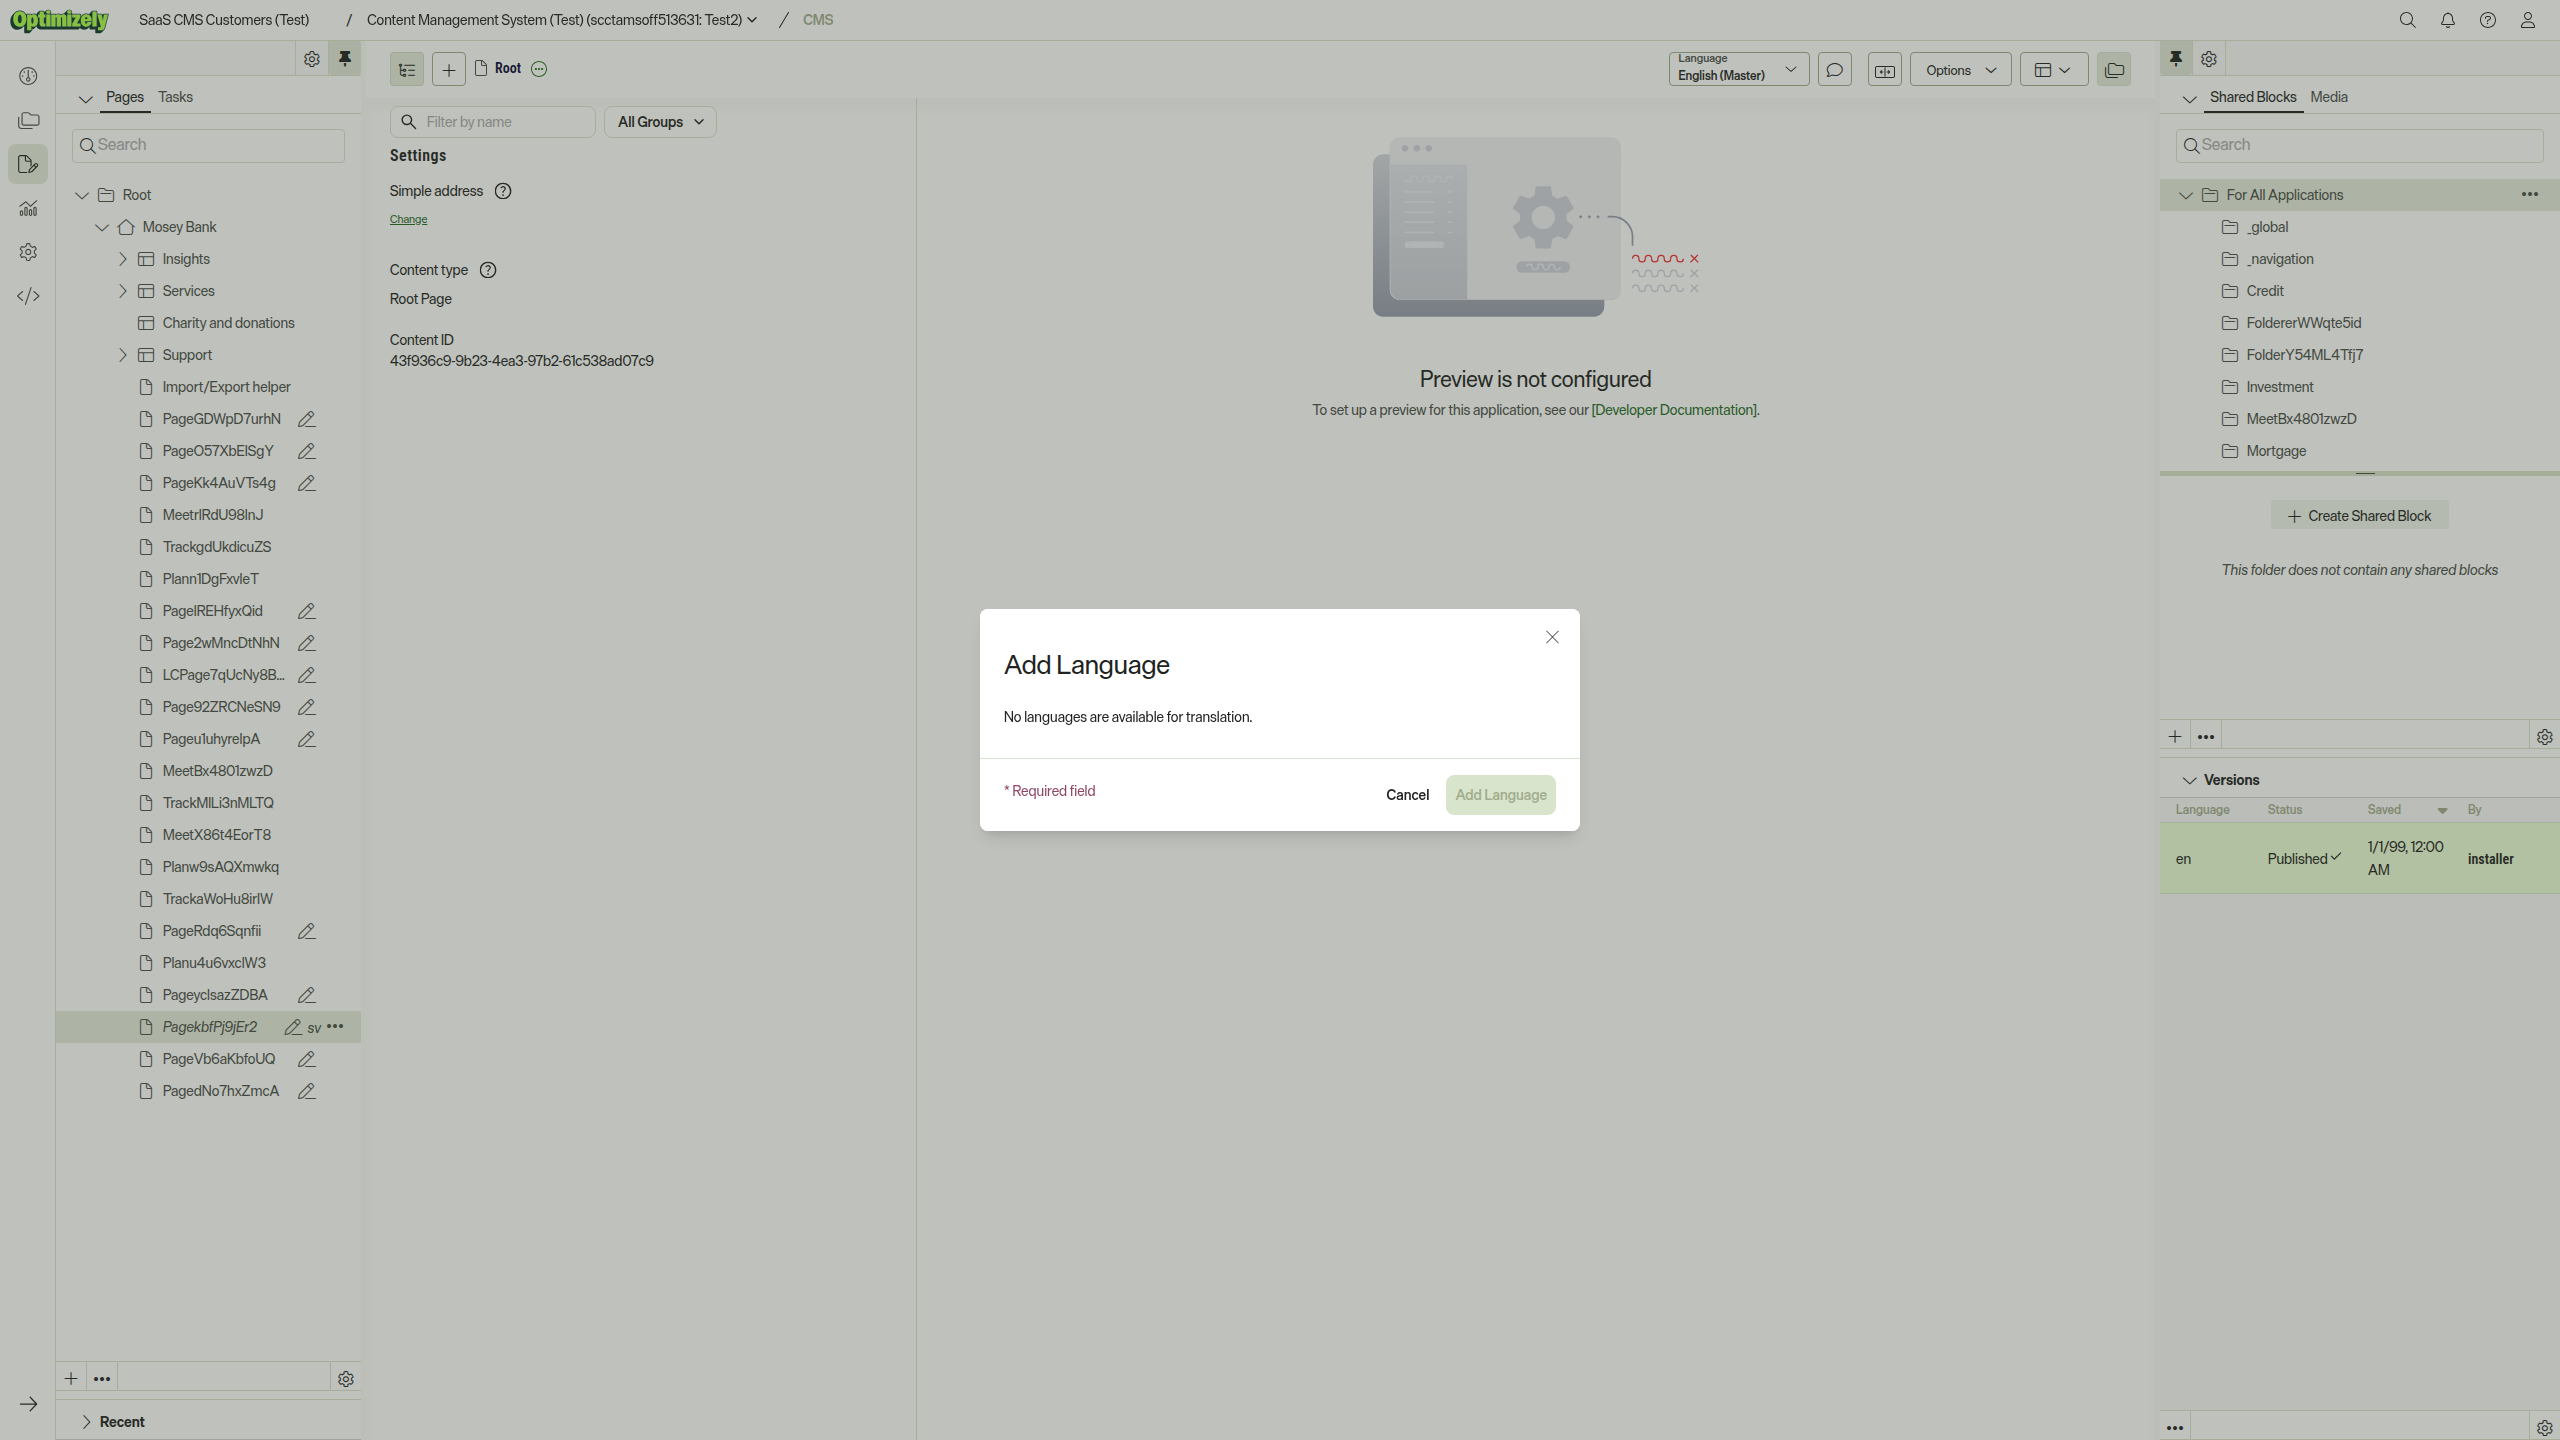 Optimizely
SaaS CMS Customers (Test) / Content Management System (Test) (scctamsoff513631: Test2) / CMS
Pages Tasks
Search
Root
Mosey Bank
Insights
Services
Charity and donations
Support
Import/Export helper
PageGDWpD7urhN
PageO57XbElSgY
PageKk4AuVTs4g
MeetrlRdU98lnJ
TrackgdUkdicuZS
Plann1DgFxvleT
PagelREHfyxQid
Page2wMncDtNhN
LCPage7qUcNy8B...
Page92ZRCNeSN9
Pageu1uhyrelpA
MeetBx4801zwzD
TrackMlLi3nMLTQ
MeetX86t4EorT8
Planw9sAQXmwkq
TrackaWoHu8irlW
PageRdq6Sqnfii
Planu4u6vxclW3
PageyclsazZDBA
PagekbfPj9jEr2 sv
PageVb6aKbfoUQ
PagedNo7hxZmcA
Recent
Root
Language
English (Master)
Options
Filter by name
All Groups
Settings
Simple address
Change
Content type
Root Page
Content ID
43f936c9-9b23-4ea3-97b2-61c538ad07c9
Preview is not configured
To set up a preview for this application, see our [Developer Documentation].
Add Language
No languages are available for translation.
* Required field
Cancel
Add Language
Shared Blocks Media
Search
For All Applications
_global
_navigation
Credit
FoldererWWqte5id
FolderY54ML4Tfj7
Investment
MeetBx4801zwzD
Mortgage
Create Shared Block
This folder does not contain any shared blocks
Versions
Language Status Saved By
en Published 1/1/99, 12:00 AM installer